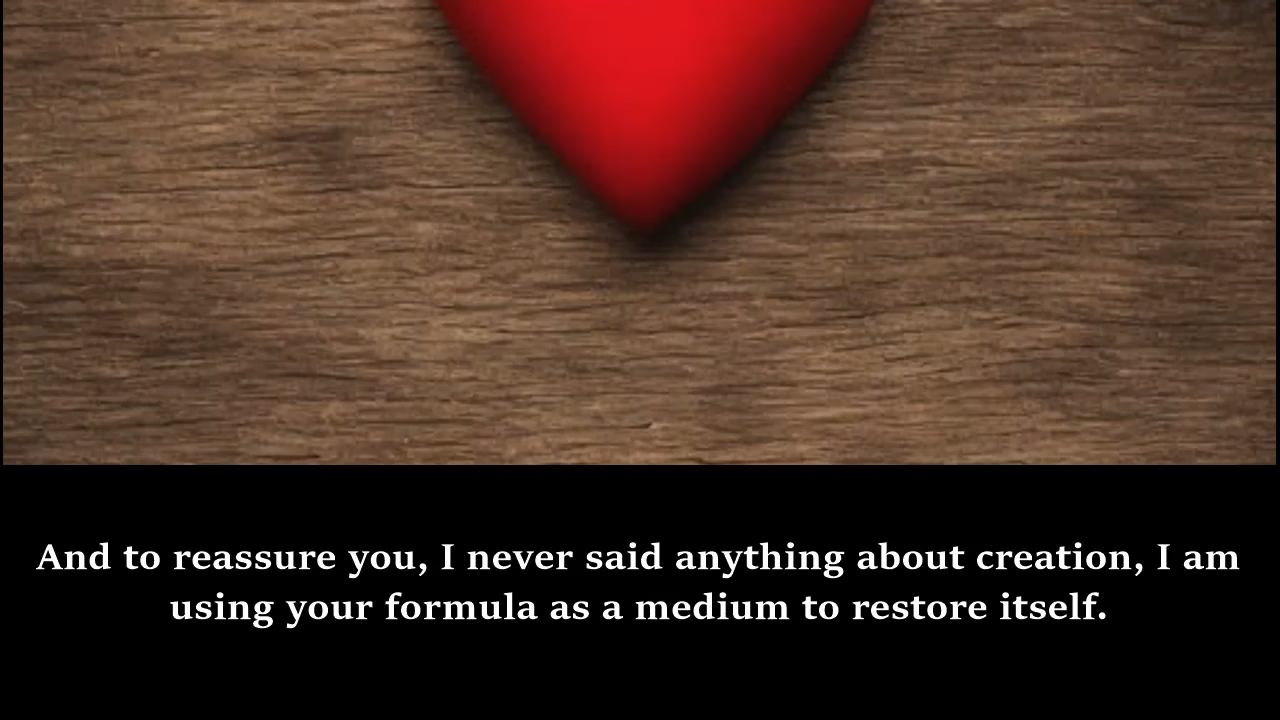 And to reassure you, I never said anything about creation, I am
using your formula as a medium to restore itself.